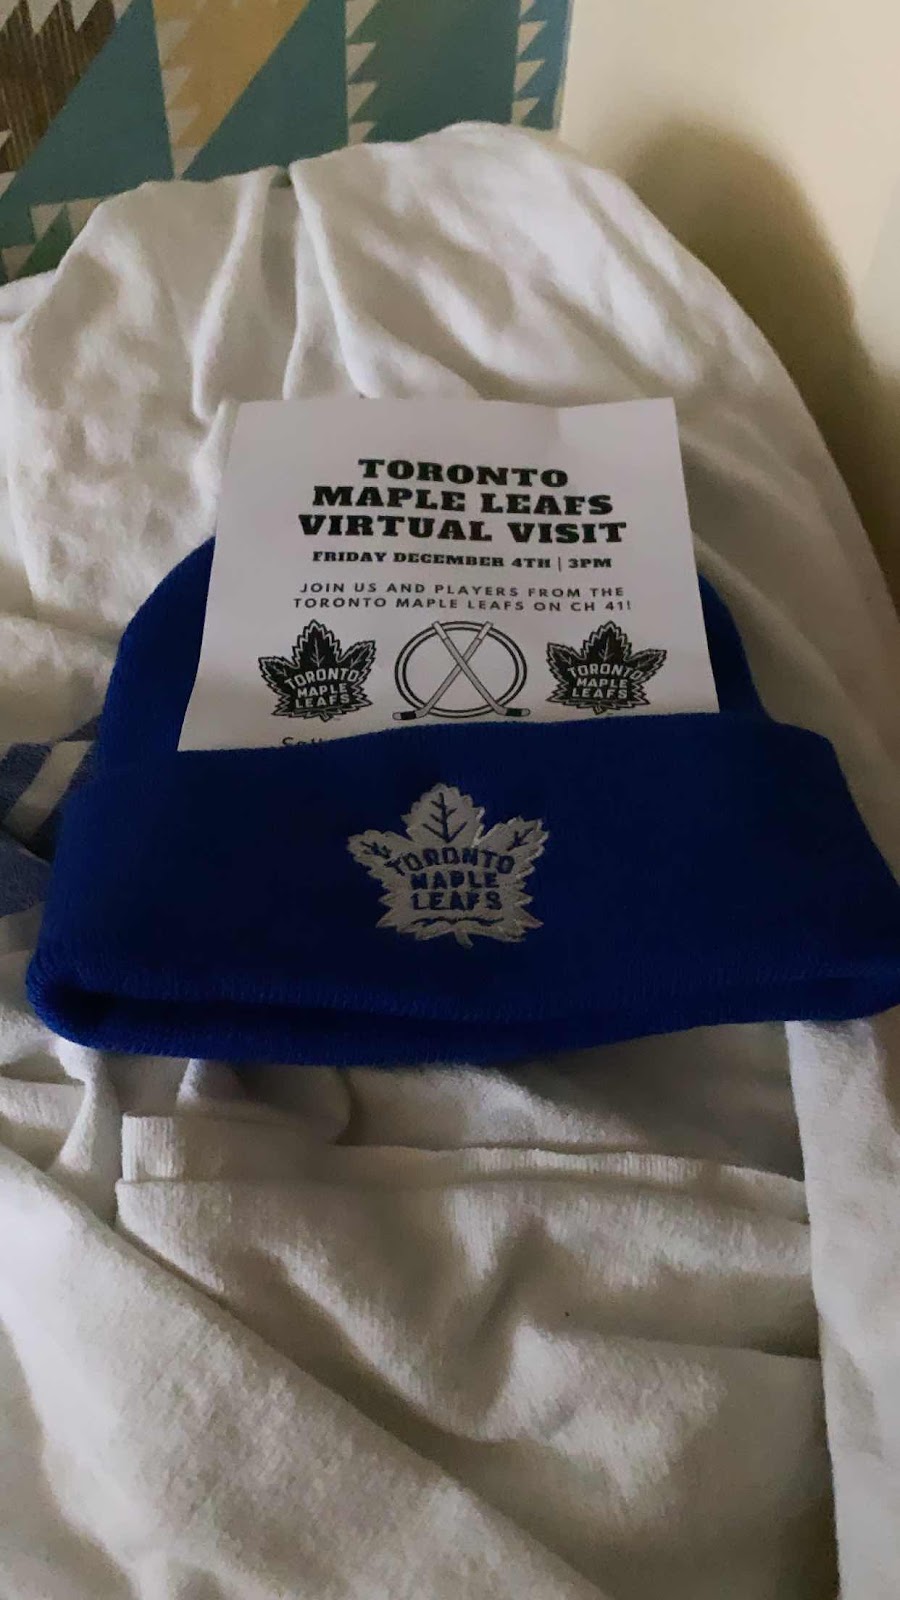 TORONTO
MAPLE LEAFS
VIRTUAL VISIT
FRIDAY DECEMBER 4TH | 3PM
JOIN US AND PLAYERS FROM THE
TORONTO MAPLE LEAFS ON CH 41!
TORONTO
MAPLE
LEAFS
TORONTO
MAPLE
LEAFS
TORONTO
MAPLE
LEAFS